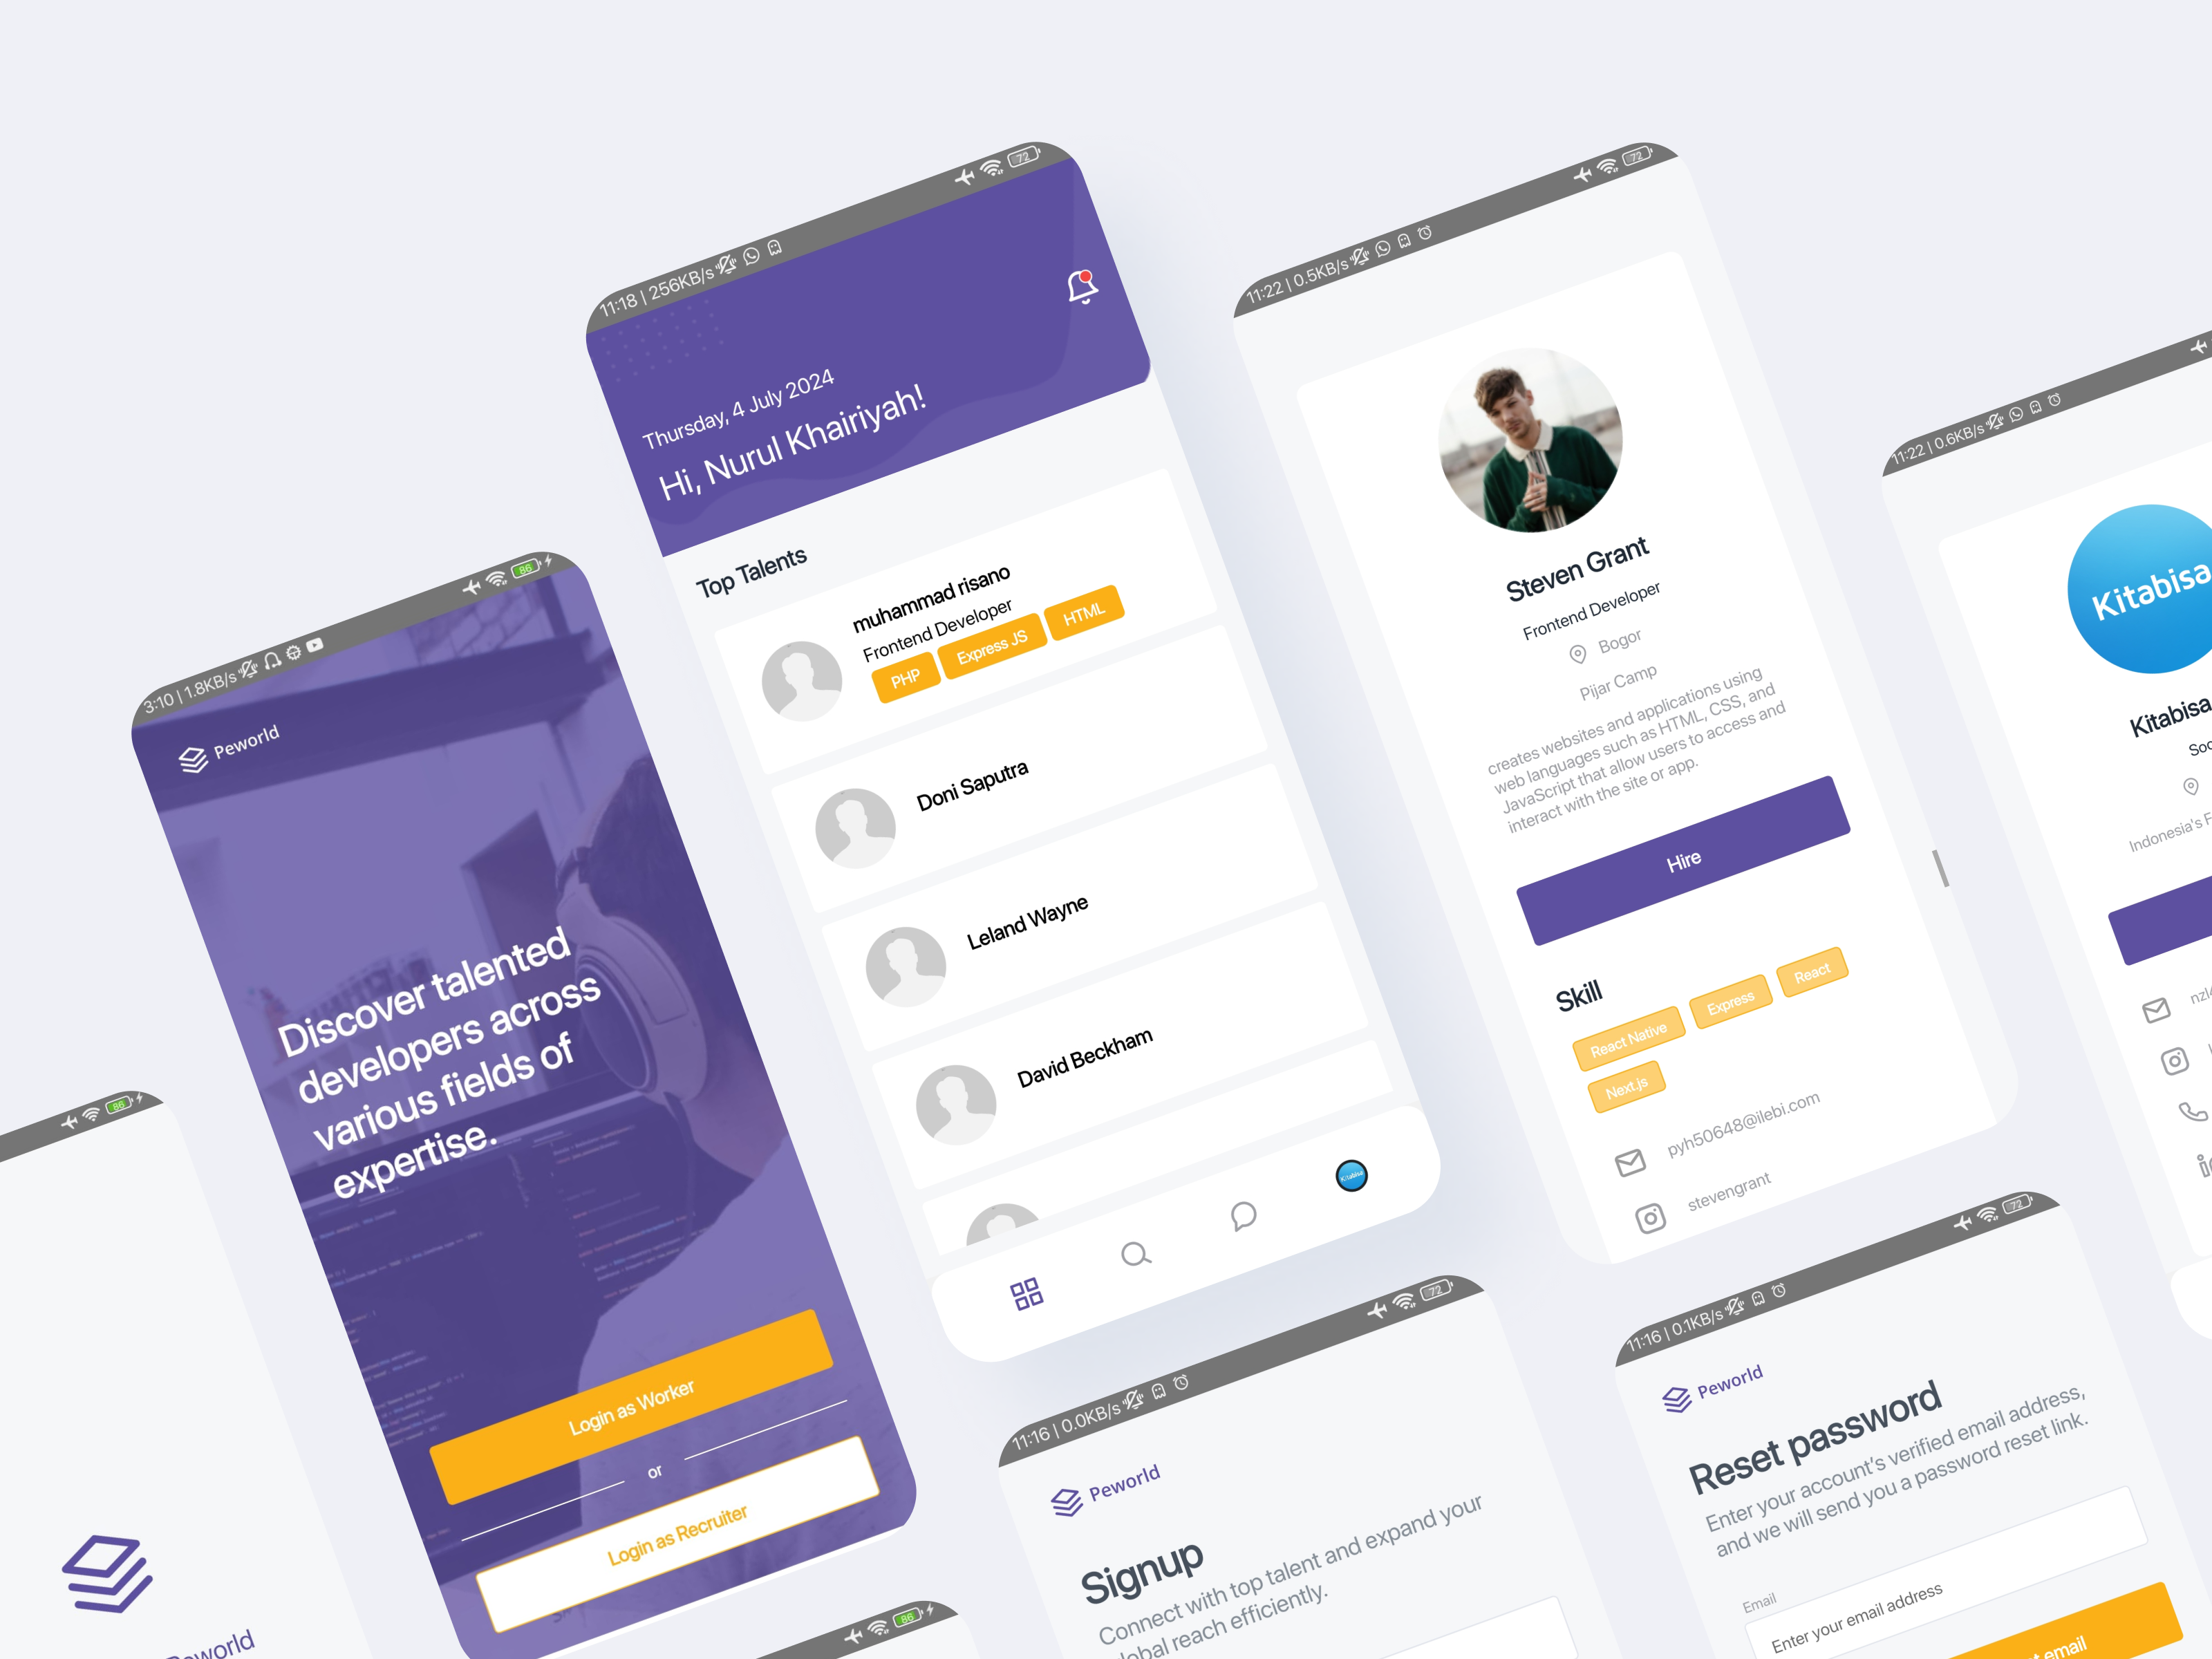 86
Peworld
3:10 | 1.8KB/s
86
Peworld
Discover talented
developers across
various fields of
expertise.
Login as Worker
or
Login as Recruiter
86
11:18 | 256KB/s
72
Thursday, 4 July 2024
Hi, Nurul Khairiyah!
Top Talents
muhammad risano
Frontend Developer
PHP
Express JS
HTML
Doni Saputra
Leland Wayne
David Beckham
Kitabisa
11:22 | 0.5KB/s
72
Steven Grant
Frontend Developer
Bogor
Pijar Camp
creates websites and applications using
web languages such as HTML, CSS, and
JavaScript that allow users to access and
interact with the site or app.
Hire
Skill
React Native
Express
React
Next.js
pyh50648@ilebi.com
stevengrant
11:22 | 0.6KB/s
Kitabisa
Kitabisa
Indonesia's
11:16 | 0.0KB/s
72
Peworld
Signup
Connect with top talent and expand your
global reach efficiently.
11:16 | 0.1KB/s
72
Peworld
Reset password
Enter your account's verified email address,
and we will send you a password reset link.
Email
Enter your email address
email